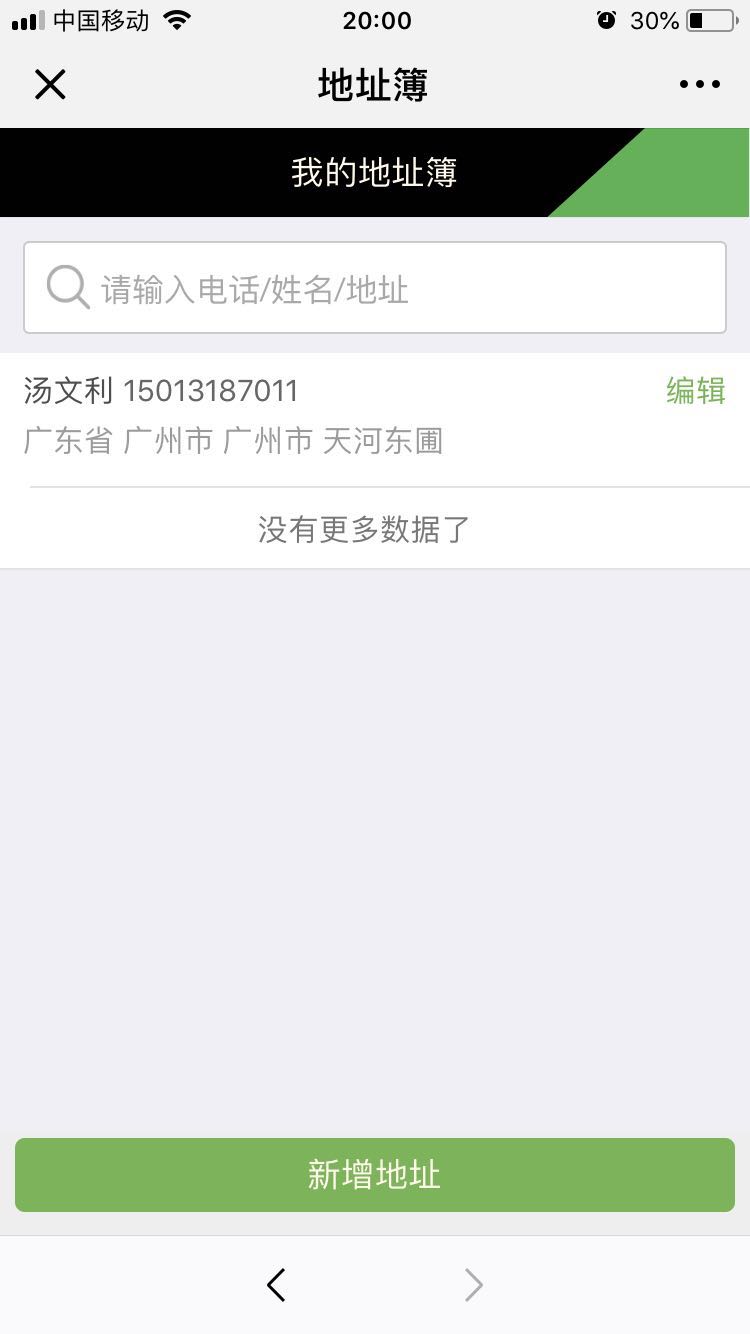 中国移动 20:00 30%
地址簿
我的地址簿
请输入电话/姓名/地址
汤文利 15013187011 编辑
广东省 广州市 广州市 天河东圃
没有更多数据了
新增地址